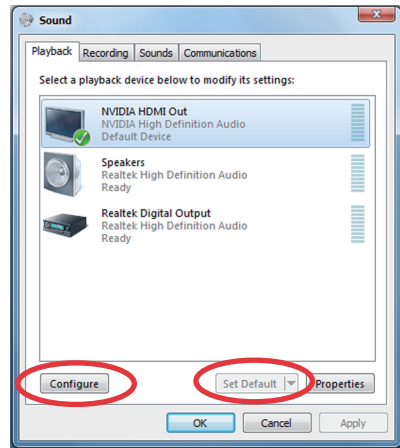 Sound
Playback Recording Sounds Communications
Select a playback device below to modify its settings:
NVIDIA HDMI Out
NVIDIA High Definition Audio
Default Device
Speakers
Realtek High Definition Audio
Ready
Realtek Digital Output
Realtek High Definition Audio
Ready
Configure Set Default Properties
OK Cancel Apply